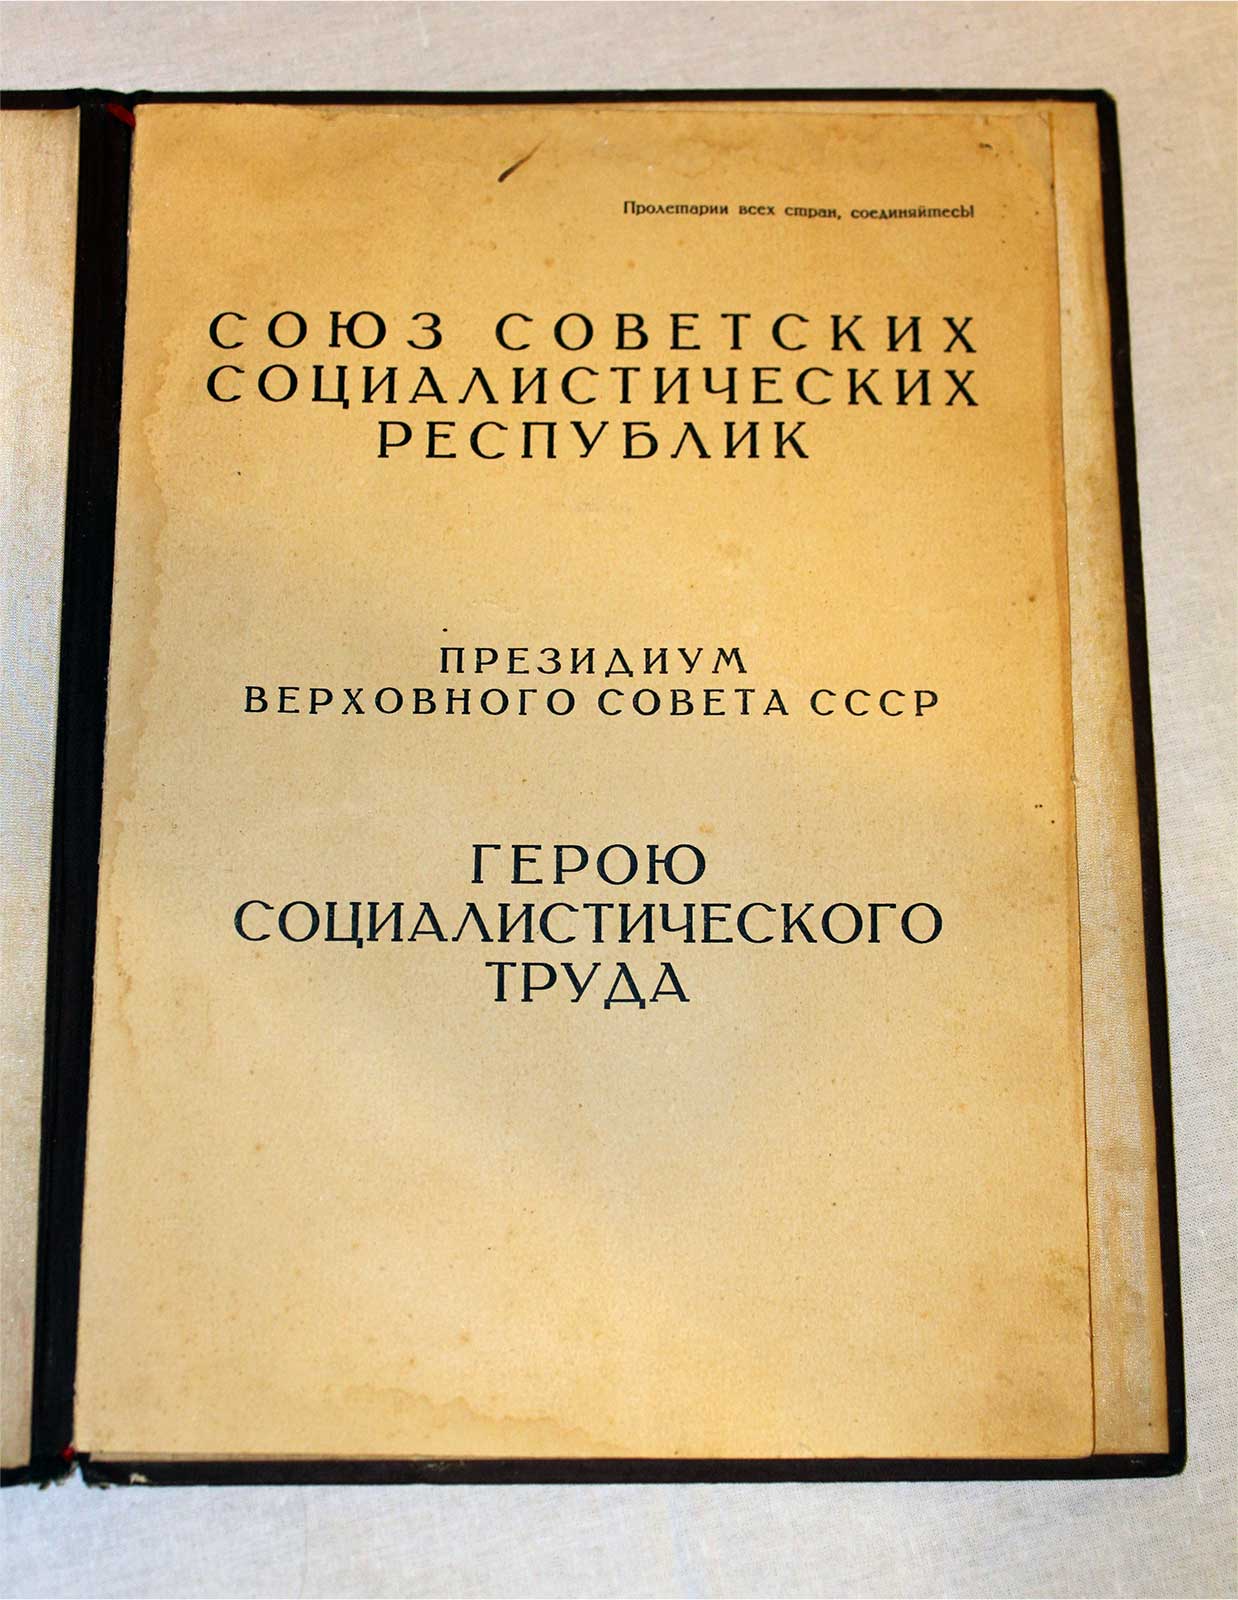 Пролетарии всех стран, соединяйтесь!
СОЮЗ СОВЕТСКИХ
СОЦИАЛИСТИЧЕСКИХ
РЕСПУБЛИК
ПРЕЗИДИУМ
ВЕРХОВНОГО СОВЕТА СССР
ГЕРОЮ
СОЦИАЛИСТИЧЕСКОГО
ТРУДА